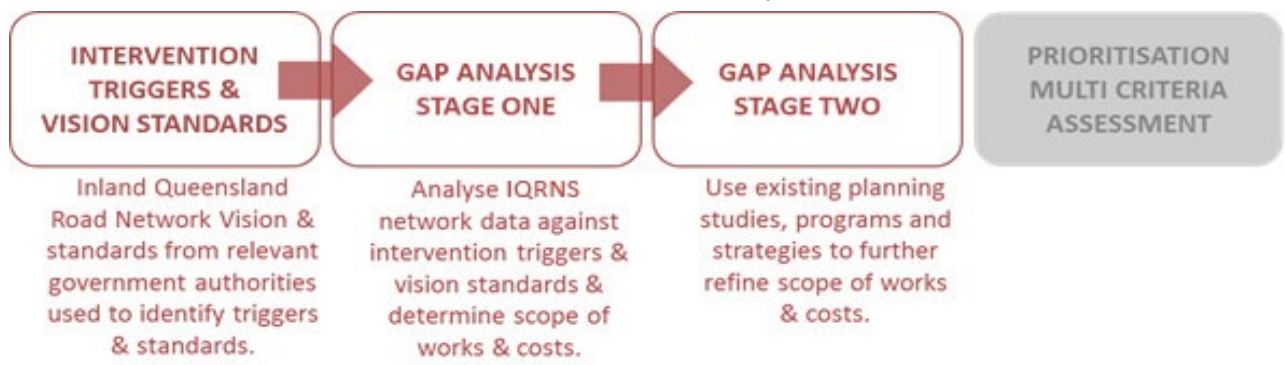 INTERVENTION
TRIGGERS &
VISION STANDARDS
GAP ANALYSIS
STAGE ONE
GAP ANALYSIS
STAGE TWO
PRIORITISATION
MULTI CRITERIA
ASSESSMENT
Inland Queensland
Road Network Vision &
standards from relevant
government authorities
used to identify triggers
& standards.
Analyse IQRNS
network data against
intervention triggers &
vision standards &
determine scope of
works & costs.
Use existing planning
studies, programs and
strategies to further
refine scope of works
& costs.